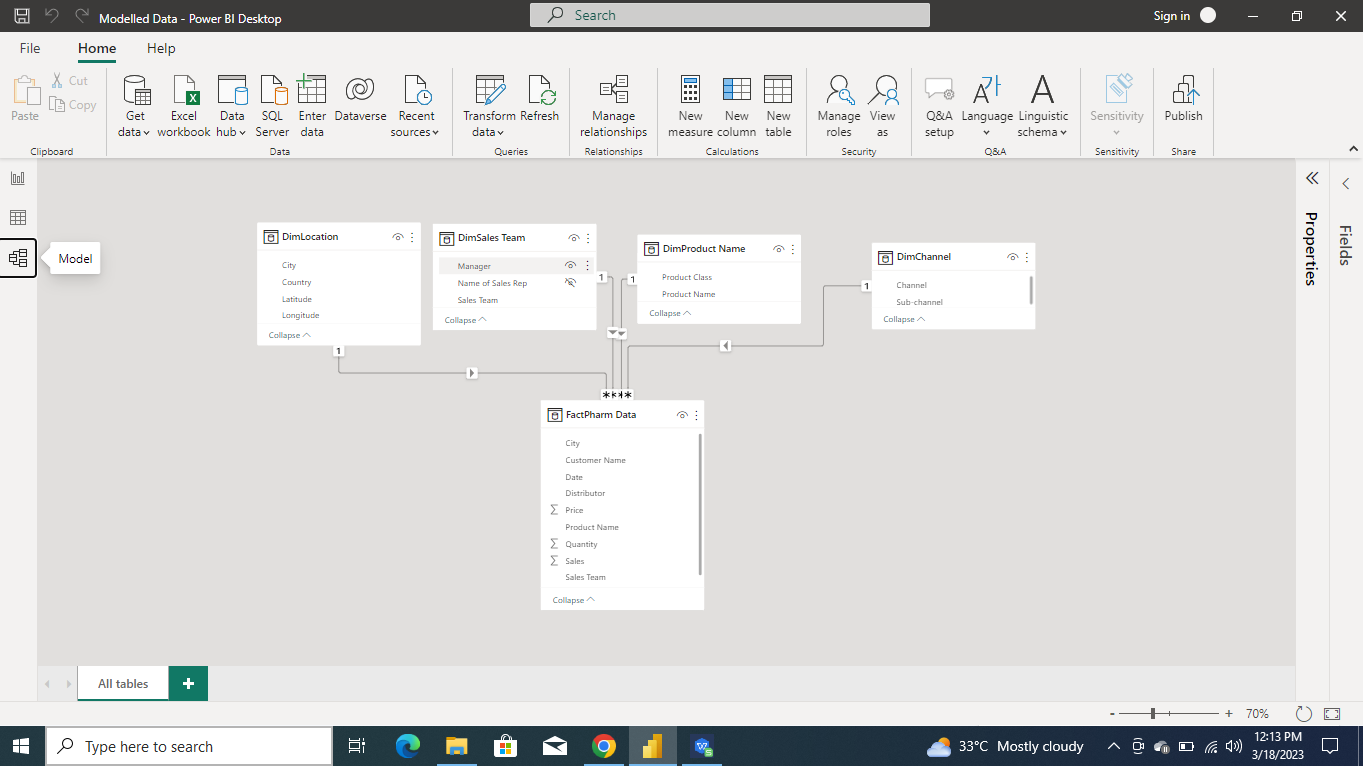 Modelled Data - Power BI Desktop
Search
Sign in
File
Home
Help
Paste
Cut
Copy
Get data
Excel workbook
Data hub
SQL Server
Enter data
Dataverse
Recent sources
Transform data
Refresh
Manage relationships
New measure
New column
New table
Manage roles
View as
Q&A setup
Language
Linguistic schema
Sensitivity
Publish
Clipboard
Data
Queries
Relationships
Calculations
Security
Q&A
Sensitivity
Share
Model
DimLocation
City
Country
Latitude
Longitude
Collapse
1
DimSales Team
Manager
Name of Sales Rep
Sales Team
Collapse
1
DimProduct Name
Product Class
Product Name
Collapse
1
DimChannel
Channel
Sub-channel
Collapse
1
****
FactPharm Data
City
Customer Name
Date
Distributor
Σ Price
Product Name
Σ Quantity
Σ Sales
Sales Team
Collapse
Properties
Fields
All tables
+
- + 70%
Type here to search
33°C Mostly cloudy
12:13 PM
3/18/2023